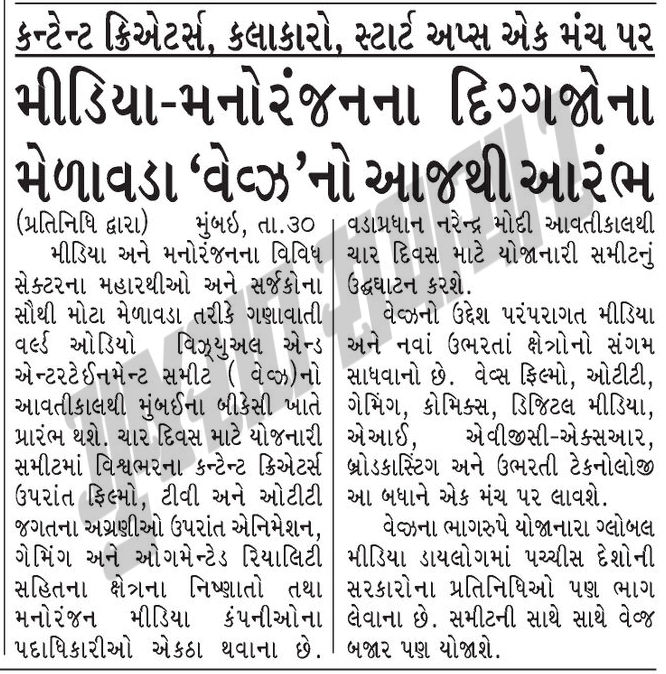 કન્ટેન્ટ ક્રિએટર્સ, કલાકારો, સ્ટાર્ટ અપ્સ એક મંચ પર
મીડિયા-મનોરંજનના દિગ્ગજોના
મેળાવડા ‘વેવ્ઝ’નો આજથી આરંભ
(પ્રતિનિધિ દ્વારા) મુંબઇ, તા.૩૦
મીડિયા અને મનોરંજનના વિવિધ
સેક્ટરના મહારથીઓ અને સર્જકોના
સૌથી મોટા મેળાવડા તરીકે ગણાવાતી
વર્લ્ડ ઓડિયો વિઝ્યુઅલ એન્ડ
એન્ટરટેઈનમેન્ટ સમીટ ( વેવ્ઝ)નો
આવતીકાલથી મુંબઈના બીકેસી ખાતે
પ્રારંભ થશે. ચાર દિવસ માટે યોજનારી
સમીટમાં વિશ્વભરના કન્ટેન્ટ ક્રિએટર્સ
ઉપરાંત ફિલ્મો, ટીવી અને ઓટીટી
જગતના અગ્રણીઓ ઉપરાંત એનિમેશન,
ગેમિંગ અને ઓગમેન્ટેડ રિયાલિટી
સહિતના ક્ષેત્રના નિષ્ણાતો તથા
મનોરંજન મીડિયા કંપનીઓના
પદાધિકારીઓ એકઠા થવાના છે.
વડાપ્રધાન નરેન્દ્ર મોદી આવતીકાલથી
ચાર દિવસ માટે યોજાનારી સમીટનું
ઉદ્ઘઘાટન કરશે.
વેવ્ઝનો ઉદ્દેશ પરંપરાગત મીડિયા
અને નવાં ઉભરતાં ક્ષેત્રોનો સંગમ
સાધવાનો છે. વેવ્સ ફિલ્મો, ઓટીટી,
ગેમિંગ, કોમિક્સ, ડિજિટલ મીડિયા,
એઆઈ, એવીજીસી-એક્સઆર,
બ્રોડકાસ્ટિંગ અને ઉભરતી ટેકનોલોજી
આ બધાને એક મંચ પર લાવશે.
વેવ્ઝના ભાગરુપે યોજાનારા ગ્લોબલ
મીડિયા ડાયલોગમાં પચ્ચીસ દેશોની
સરકારોના પ્રતિનિધિઓ પણ ભાગ
લેવાના છે. સમીટની સાથે સાથે વેવ્જ
બજાર પણ યોજાશે.
મુંબઈ સમાચાર